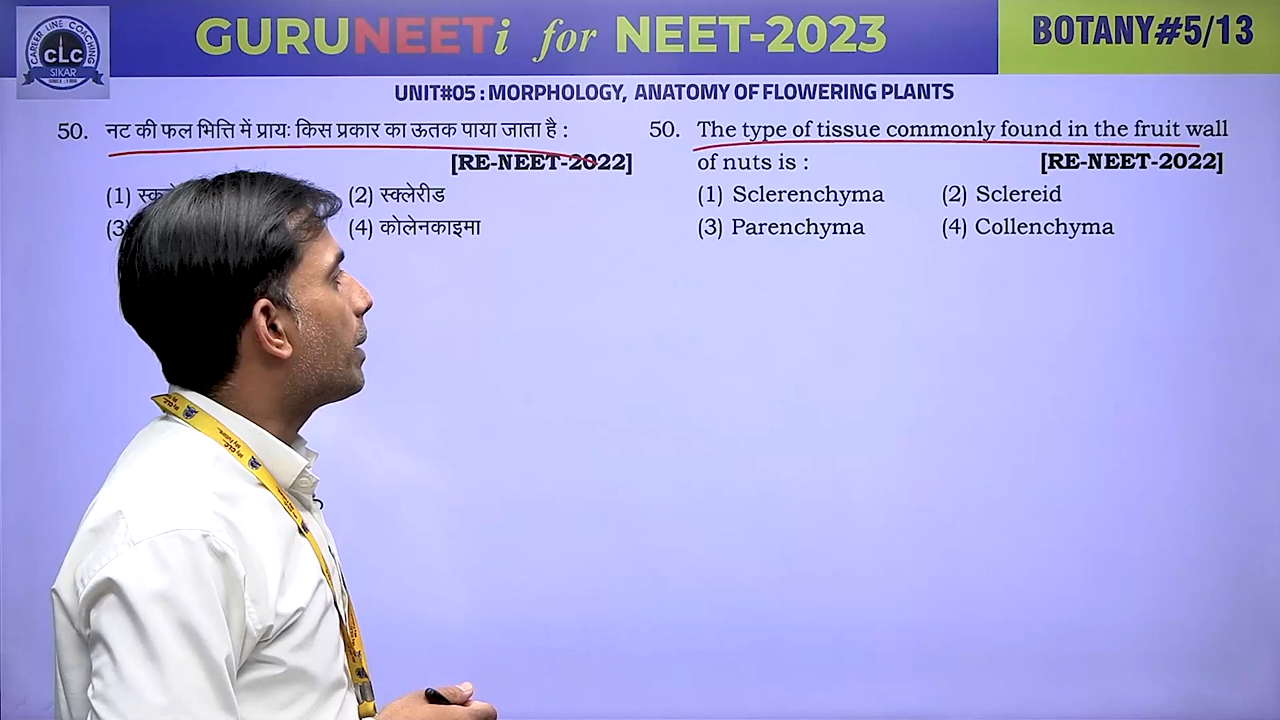 GURUNEETi for NEET-2023
BOTANY#5/13
CAREER LINE COACHING
CLC
SIKAR
UNIT#05 : MORPHOLOGY, ANATOMY OF FLOWERING PLANTS
50. नट की फल भित्ति में प्रायः किस प्रकार का ऊतक पाया जाता है :
[RE-NEET-2022]
(1)
(2) स्क्लेरीड
(3)
(4) कोलेनकाइमा
50. The type of tissue commonly found in the fruit wall
of nuts is :
[RE-NEET-2022]
(1) Sclerenchyma
(2) Sclereid
(3) Parenchyma
(4) Collenchyma